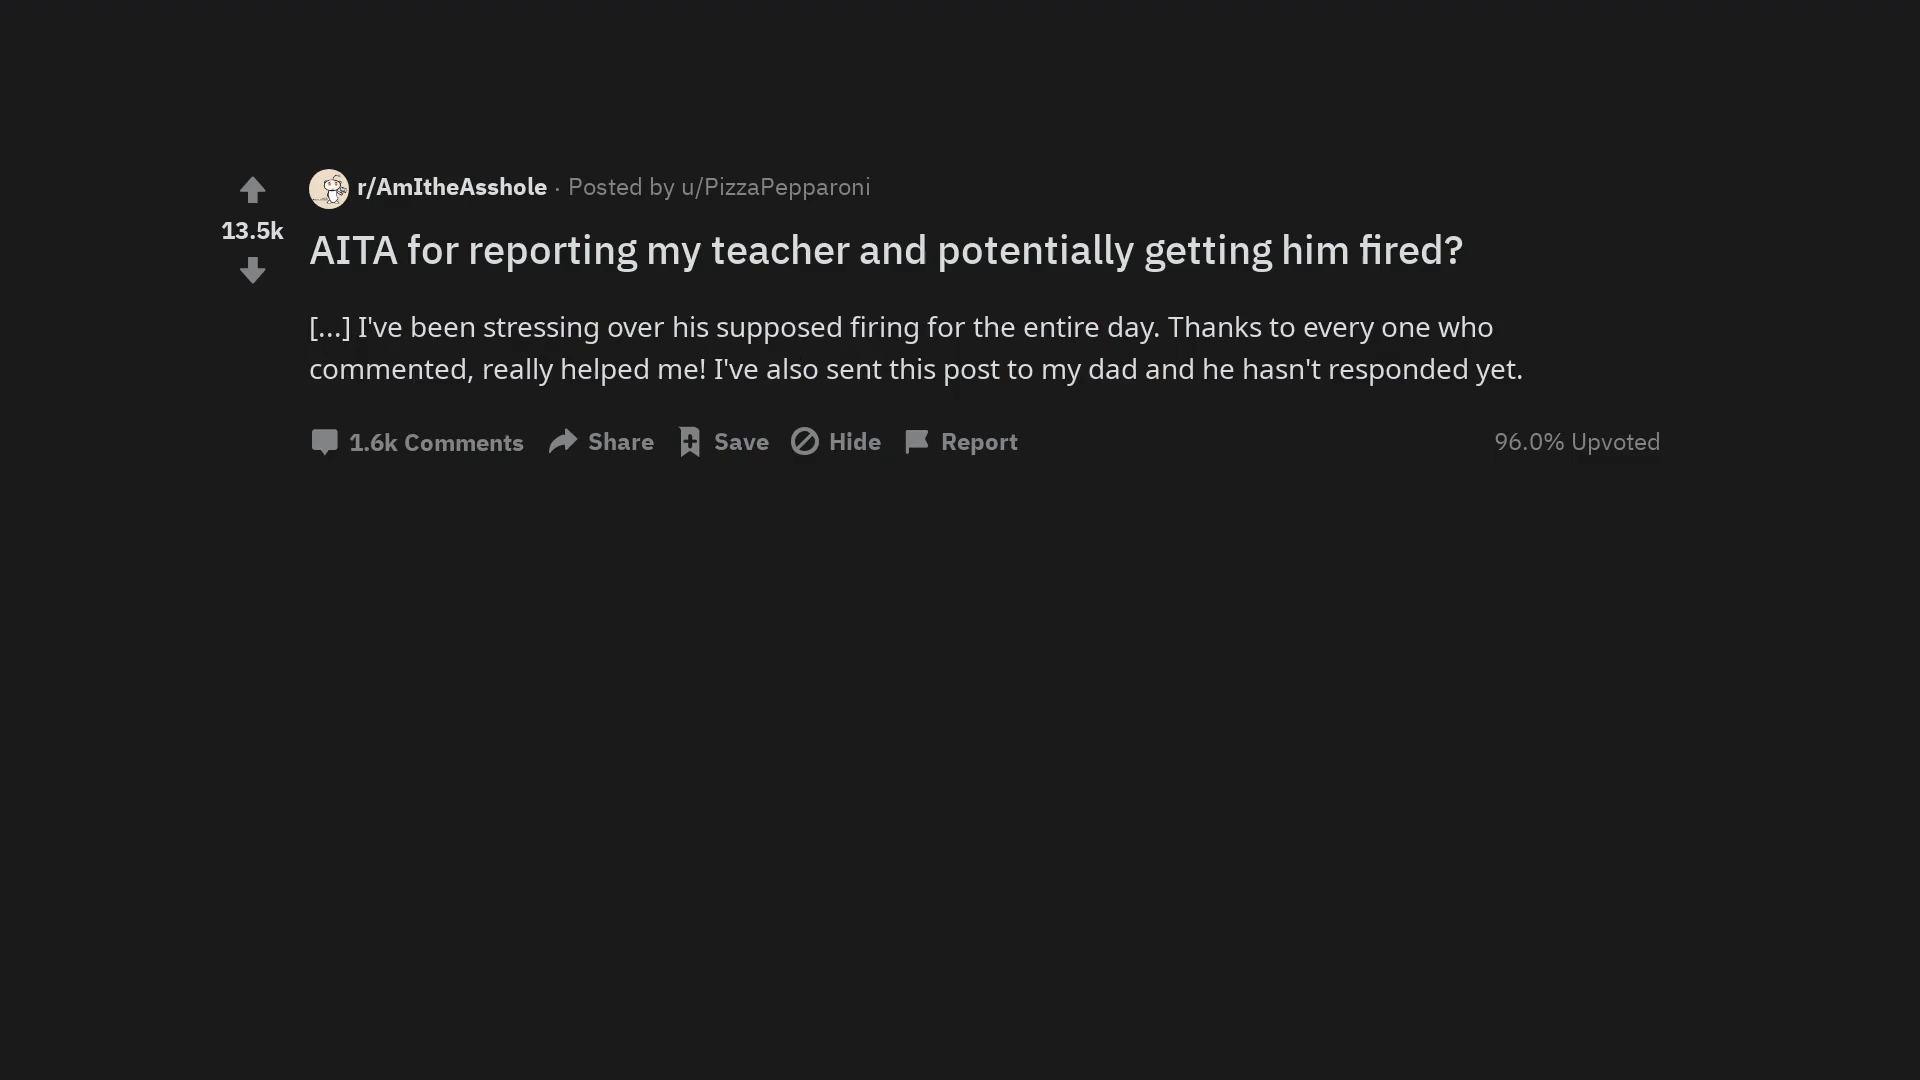 r/AmItheAsshole · Posted by u/PizzaPepparoni
13.5k
AITA for reporting my teacher and potentially getting him fired?
[...] I've been stressing over his supposed firing for the entire day. Thanks to every one who
commented, really helped me! I've also sent this post to my dad and he hasn't responded yet.
1.6k Comments Share Save Hide Report 96.0% Upvoted